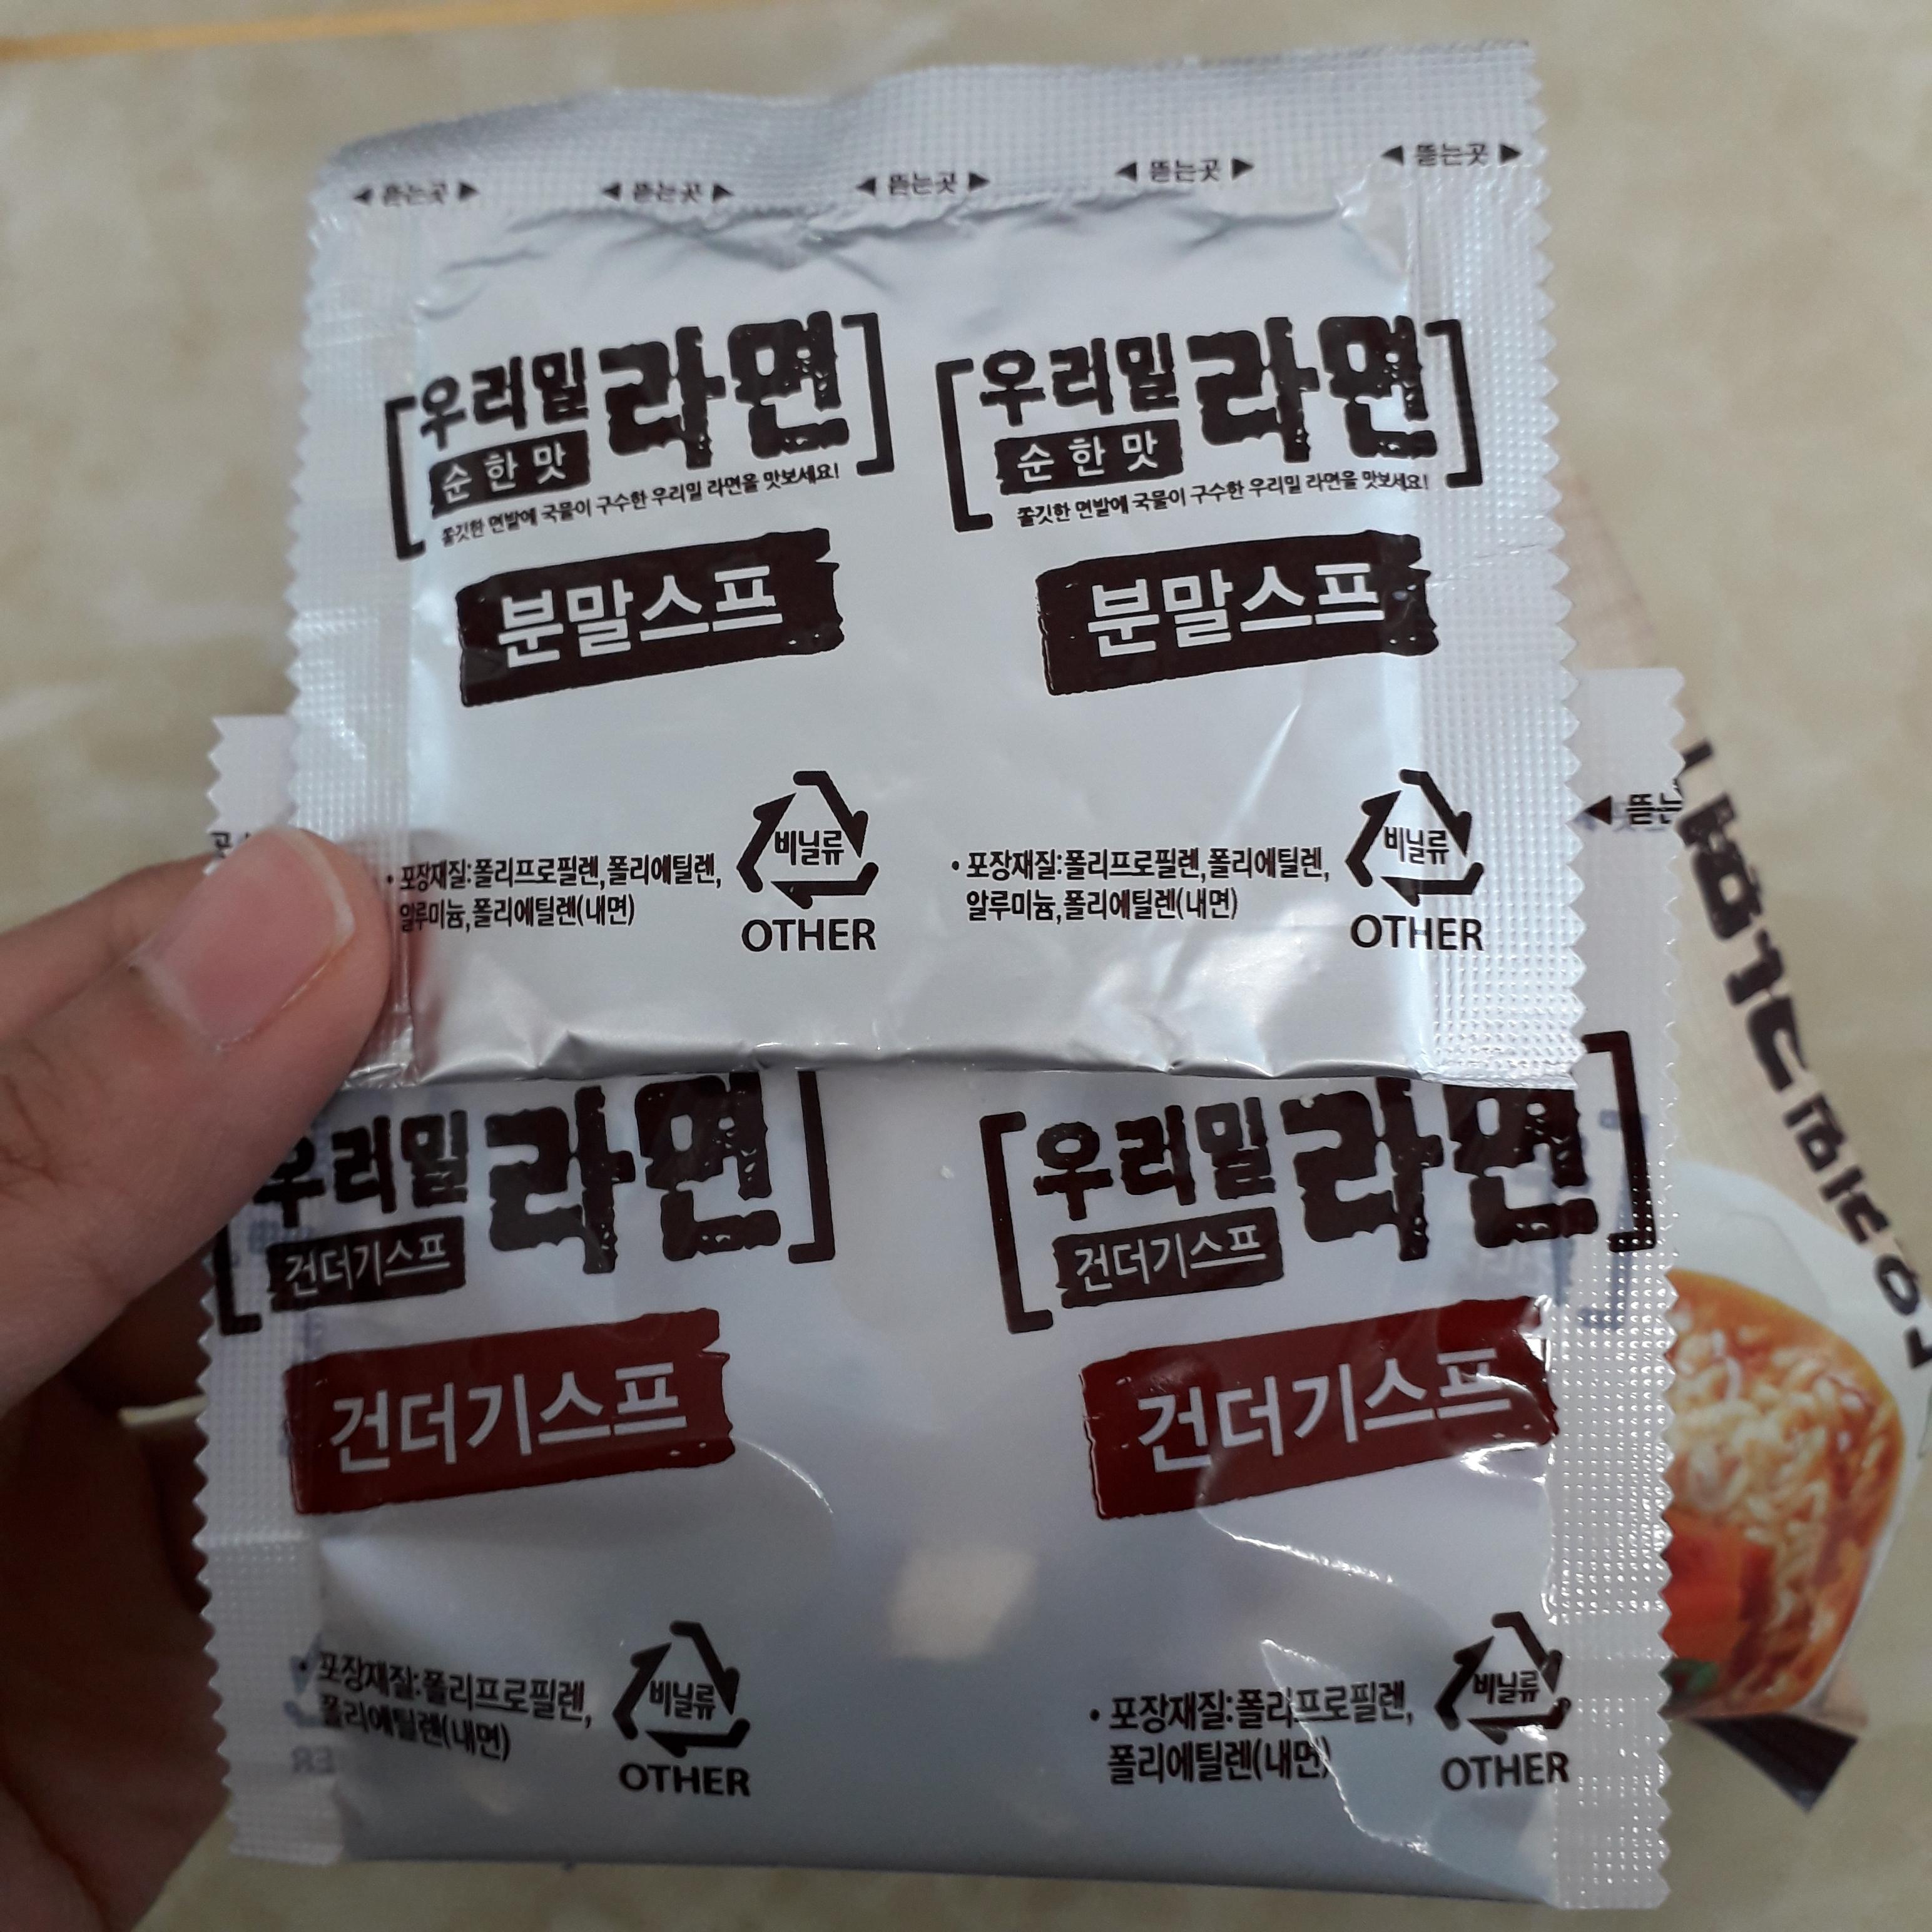 ◀ 뜯는곳 ▶ ◀ 뜯는곳 ▶ ◀ 뜯는곳 ▶ ◀ 뜯는곳 ▶ ◀ 뜯는곳 ▶
[우리밀 라면] [우리밀 라면]
순한맛 순한맛
쫄깃한 면발에 국물이 구수한 우리밀 라면을 맛보세요! 쫄깃한 면발에 국물이 구수한 우리밀 라면을 맛보세요!
분말스프 분말스프
비닐류 비닐류
• 포장재질:폴리프로필렌,폴리에틸렌, • 포장재질:폴리프로필렌,폴리에틸렌,
알루미늄,폴리에틸렌(내면) 알루미늄,폴리에틸렌(내면)
OTHER OTHER
◀ 뜯는
[우리밀 라면] [우리밀 라면]
건더기스프 건더기스프
건더기스프 건더기스프
비닐류 비닐류
• 포장재질:폴리프로필렌, • 포장재질:폴리프로필렌,
폴리에틸렌(내면) 폴리에틸렌(내면)
OTHER OTHER